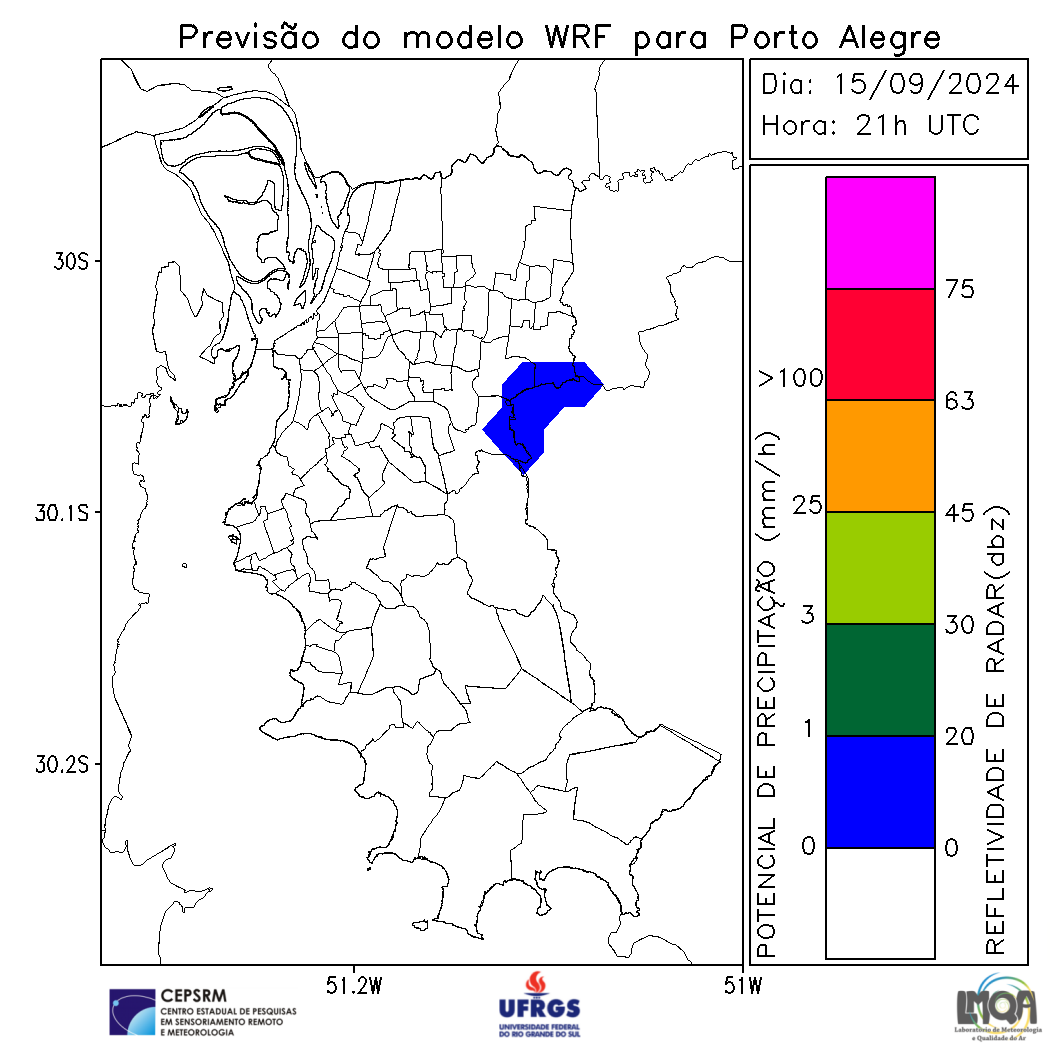 Previsão do modelo WRF para Porto Alegre
Dia: 15/09/2024
Hora: 21h UTC
30S
30.1S
30.2S
51.2W
51W
POTENCIAL DE PRECIPITAÇÃO (mm/h)
>100
25
3
1
0
75
63
45
30
20
0
REFLETIVIDADE DE RADAR(dbz)
CEPSRM
CENTRO ESTADUAL DE PESQUISAS
EM SENSORIAMENTO REMOTO
E METEOROLOGIA
UFRGS
UNIVERSIDADE FEDERAL
DO RIO GRANDE DO SUL
LMQA
Laboratório de Meteorologia
e Qualidade do Ar